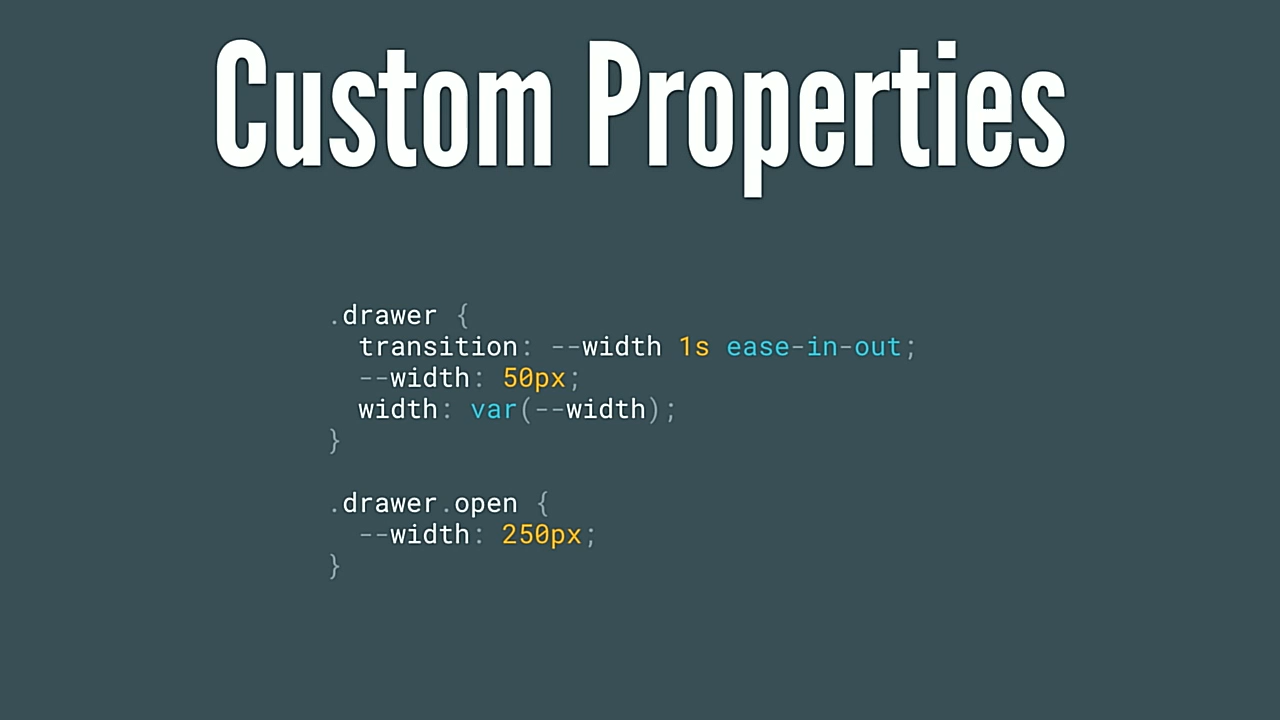 Custom Properties
.drawer {
  transition: --width 1s ease-in-out;
  --width: 50px;
  width: var(--width);
}
.drawer.open {
  --width: 250px;
}